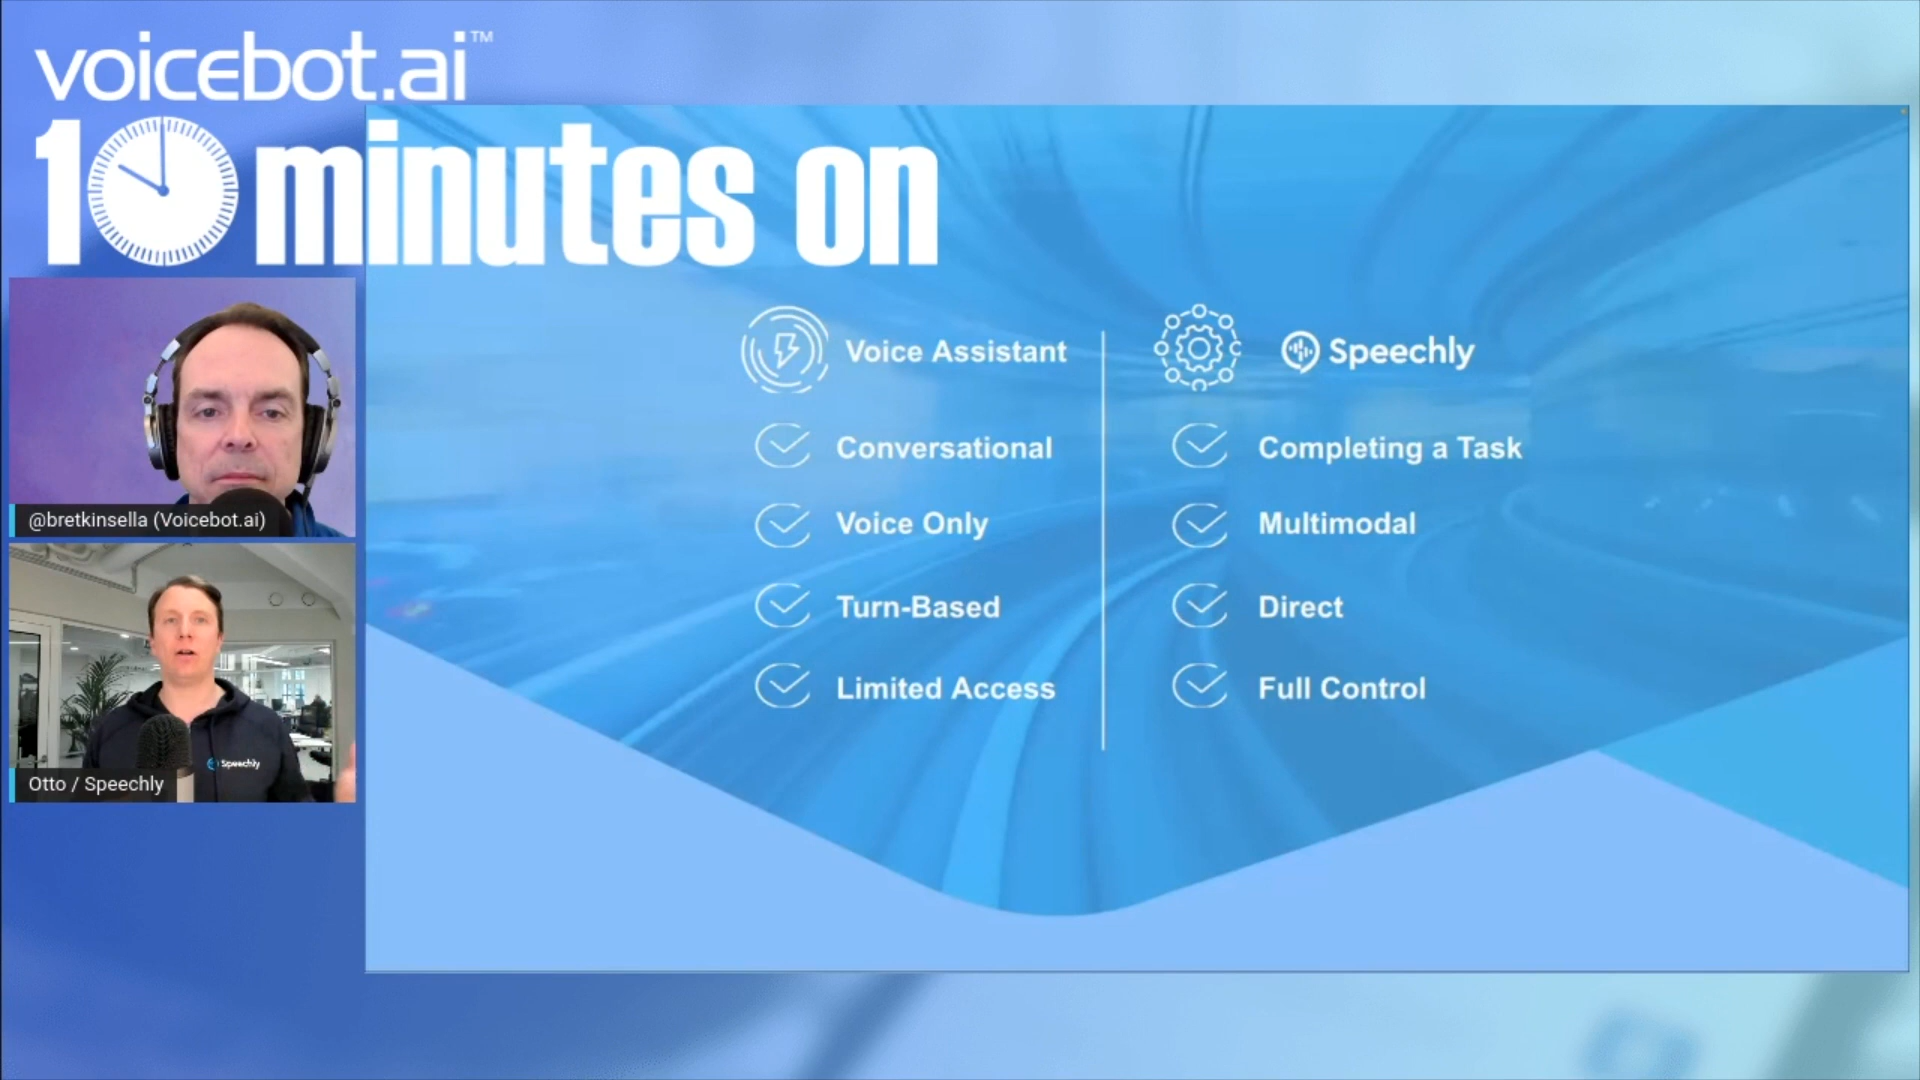 voicebot.ai™
10 minutes on
@bretkinsella (Voicebot.ai)
Speechly
Otto / Speechly
Voice Assistant
Conversational
Voice Only
Turn-Based
Limited Access
Speechly
Completing a Task
Multimodal
Direct
Full Control